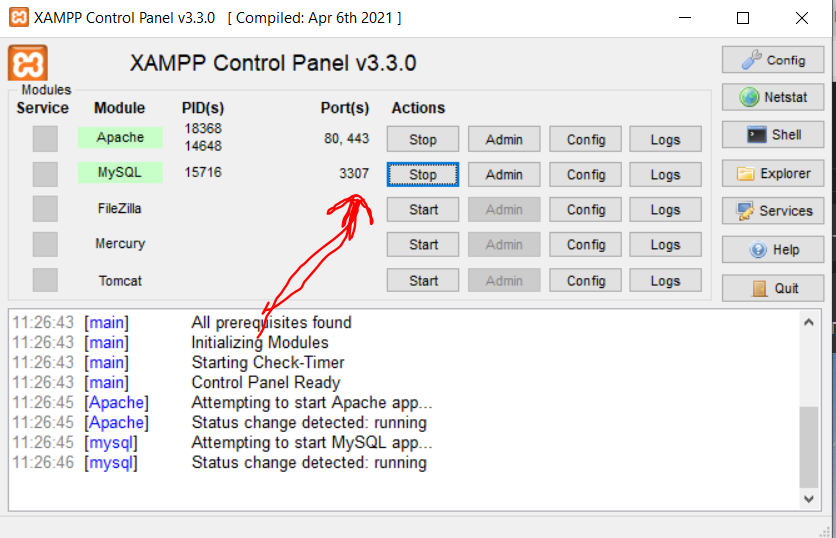 XAMPP Control Panel v3.3.0 [ Compiled: Apr 6th 2021 ]
XAMPP Control Panel v3.3.0
Config
Modules
Service Module PID(s) Port(s) Actions
Netstat
Apache 18368 14648 80, 443 Stop Admin Config Logs
Shell
MySQL 15716 3307 Stop Admin Config Logs
Explorer
FileZilla Start Admin Config Logs
Services
Mercury Start Admin Config Logs
Help
Tomcat Start Admin Config Logs
Quit
11:26:43 [main] All prerequisites found
11:26:43 [main] Initializing Modules
11:26:43 [main] Starting Check-Timer
11:26:43 [main] Control Panel Ready
11:26:45 [Apache] Attempting to start Apache app...
11:26:45 [Apache] Status change detected: running
11:26:45 [mysql] Attempting to start MySQL app...
11:26:46 [mysql] Status change detected: running